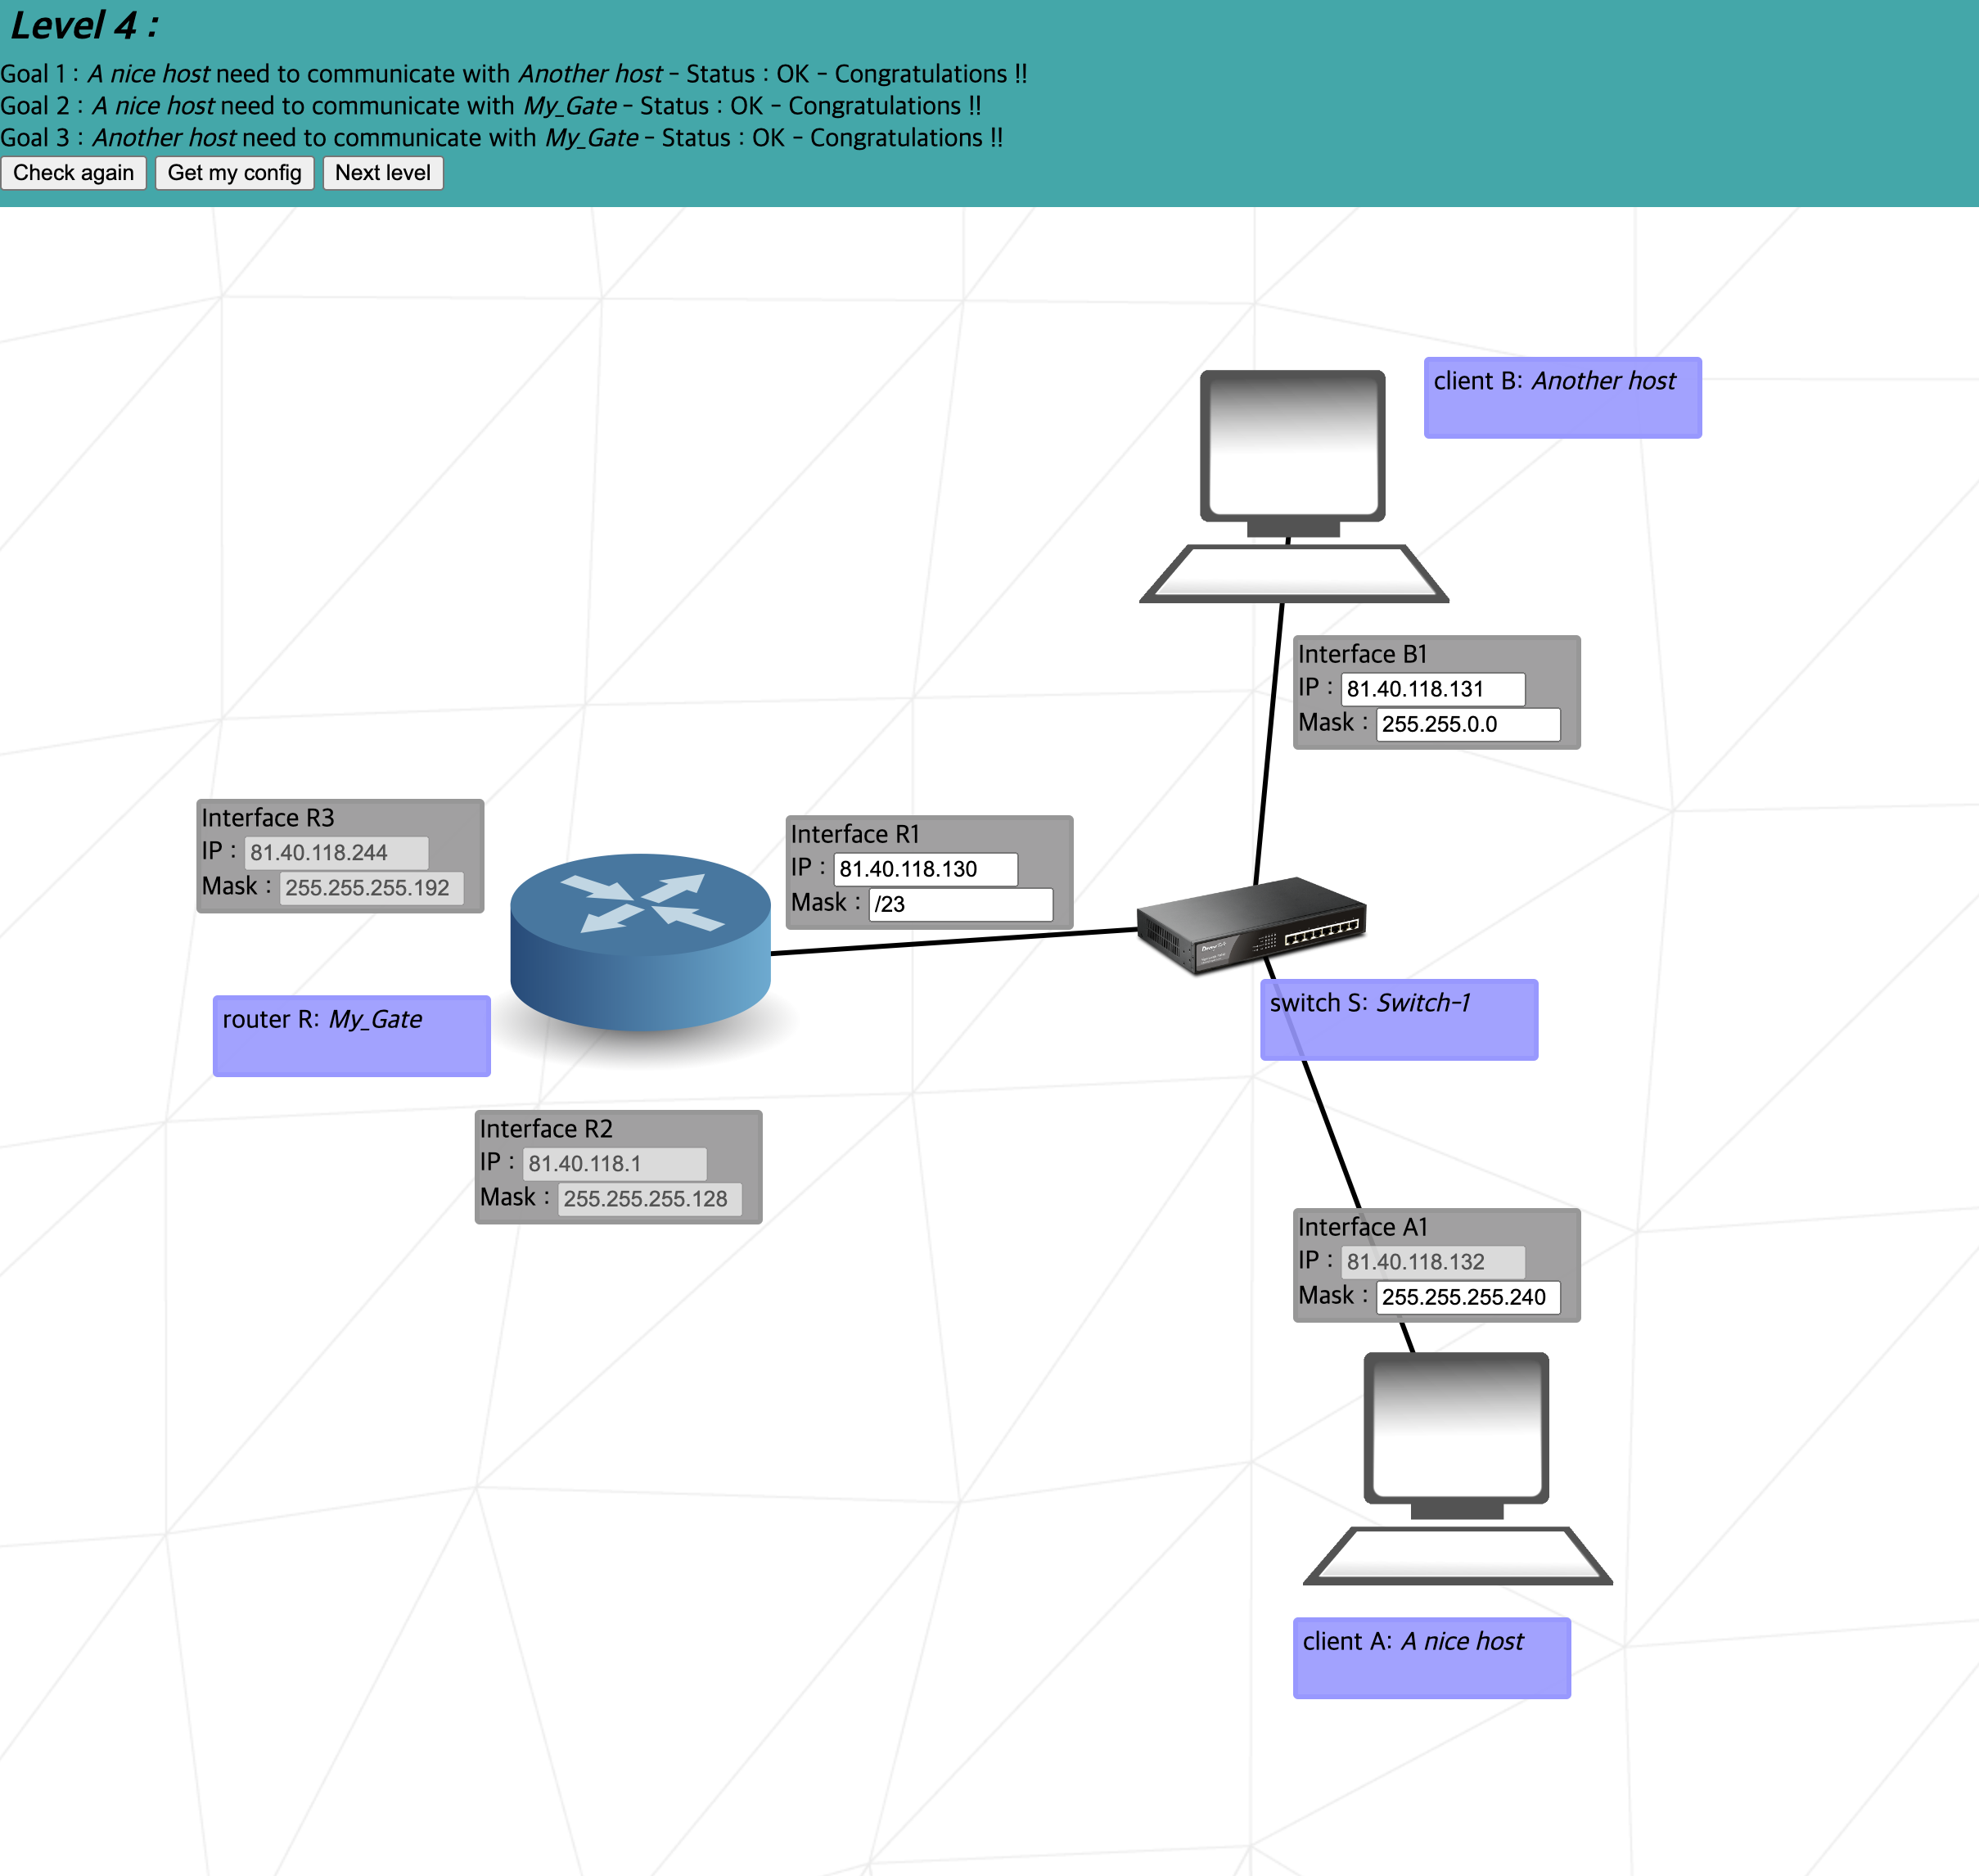 Level 4 :
Goal 1 : A nice host need to communicate with Another host - Status : OK - Congratulations !!
Goal 2 : A nice host need to communicate with My_Gate - Status : OK - Congratulations !!
Goal 3 : Another host need to communicate with My_Gate - Status : OK - Congratulations !!
Check again Get my config Next level
client B: Another host
Interface B1
IP : 81.40.118.131
Mask : 255.255.0.0
Interface R3
IP : 81.40.118.244
Mask : 255.255.255.192
Interface R1
IP : 81.40.118.130
Mask : /23
router R: My_Gate
switch S: Switch-1
Interface R2
IP : 81.40.118.1
Mask : 255.255.255.128
Interface A1
IP : 81.40.118.132
Mask : 255.255.255.240
client A: A nice host